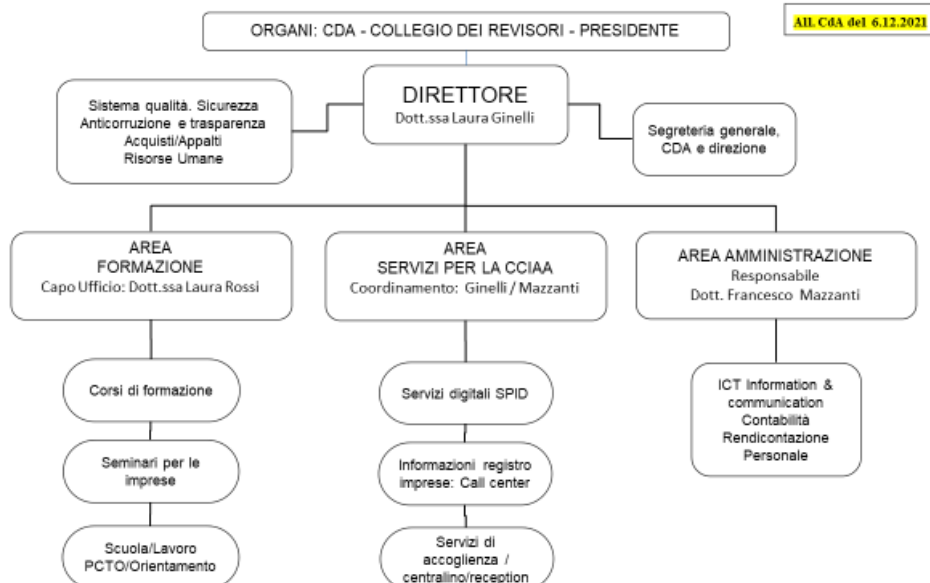 All. CdA del 6.12.2021
ORGANI: CDA - COLLEGIO DEI REVISORI - PRESIDENTE
DIRETTORE
Dott.ssa Laura Ginelli
Sistema qualità. Sicurezza
Anticorruzione e trasparenza
Acquisti/Appalti
Risorse Umane
Segreteria generale,
CDA e direzione
AREA
FORMAZIONE
Capo Ufficio: Dott.ssa Laura Rossi
AREA
SERVIZI PER LA CCIAA
Coordinamento: Ginelli / Mazzanti
AREA AMMINISTRAZIONE
Responsabile
Dott. Francesco Mazzanti
Corsi di formazione
Seminari per le
imprese
Scuola/Lavoro
PCTO/Orientamento
Servizi digitali SPID
Informazioni registro
imprese: Call center
Servizi di
accoglienza /
centralino/reception
ICT Information &
communication
Contabilità
Rendicontazione
Personale